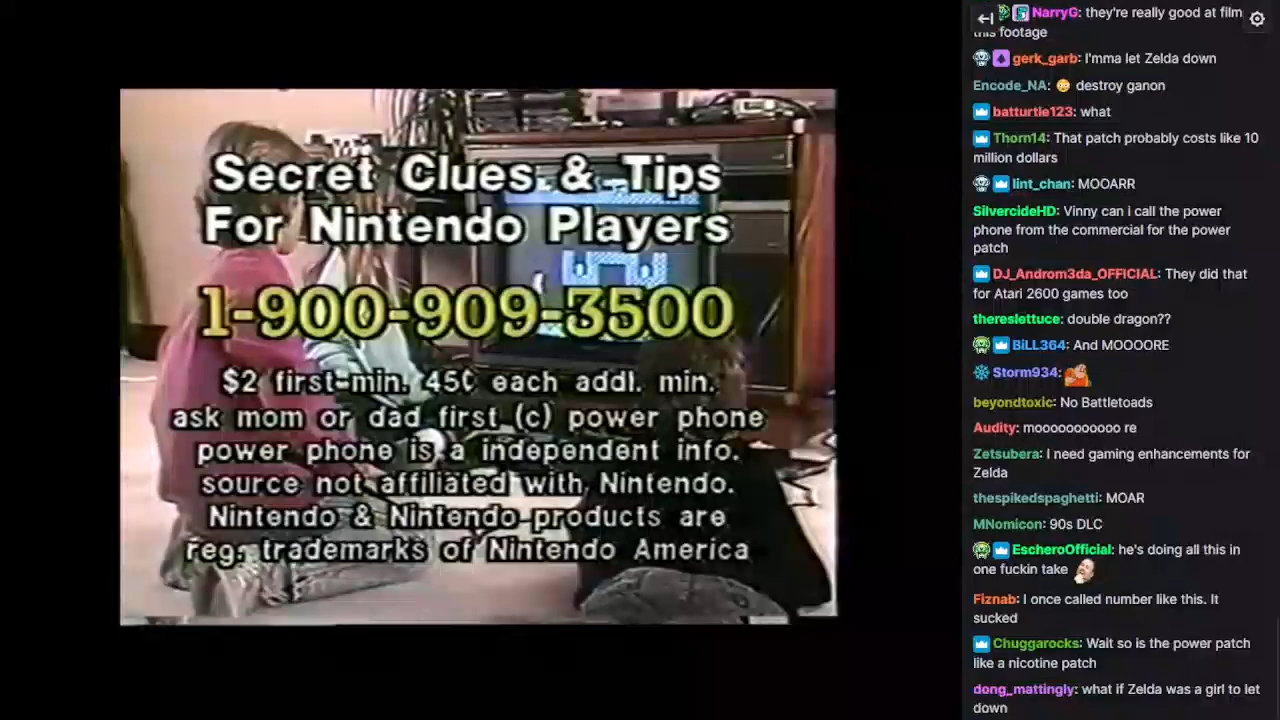 Secret Clues & Tips
For Nintendo Players
1-900-909-3500
$2 first min. 45¢ each addl. min.
ask mom or dad first (c) power phone
power phone is a independent info.
source not affiliated with Nintendo.
Nintendo & Nintendo products are
reg. trademarks of Nintendo America
NarryG: they're really good at film
this footage
gerk_garb: I'mma let Zelda down
Encode_NA: destroy ganon
batturtle123: what
Thorn14: That patch probably costs like 10
million dollars
lint_chan: MOOARR
SilvercideHD: Vinny can i call the power
phone from the commercial for the power
patch
DJ_Androm3da_OFFICIAL: They did that
for Atari 2600 games too
thereslettuce: double dragon??
BiLL364: And MOOOORE
Storm934:
beyondtoxic: No Battletoads
Audity: mooooooooooo re
Zetsubera: I need gaming enhancements for
Zelda
thespikedspaghetti: MOAR
MNomicon: 90s DLC
EscheroOfficial: he's doing all this in
one fuckin take
Fiznab: I once called number like this. It
sucked
Chuggarocks: Wait so is the power patch
like a nicotine patch
dong_mattingly: what if Zelda was a girl to let
down